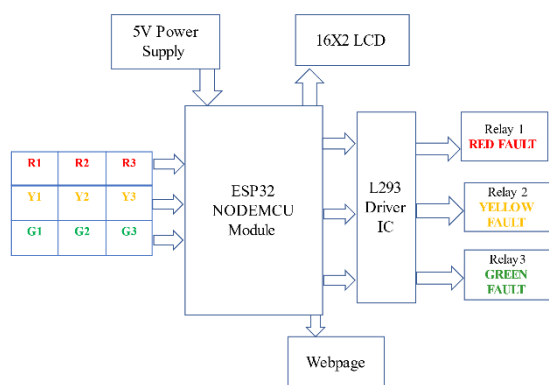 5V Power
Supply
16X2 LCD
R1 R2 R3
Y1 Y2 Y3
G1 G2 G3
ESP32
NODEMCU
Module
L293
Driver
IC
Relay 1
RED FAULT
Relay 2
YELLOW
FAULT
Relay3
GREEN
FAULT
Webpage